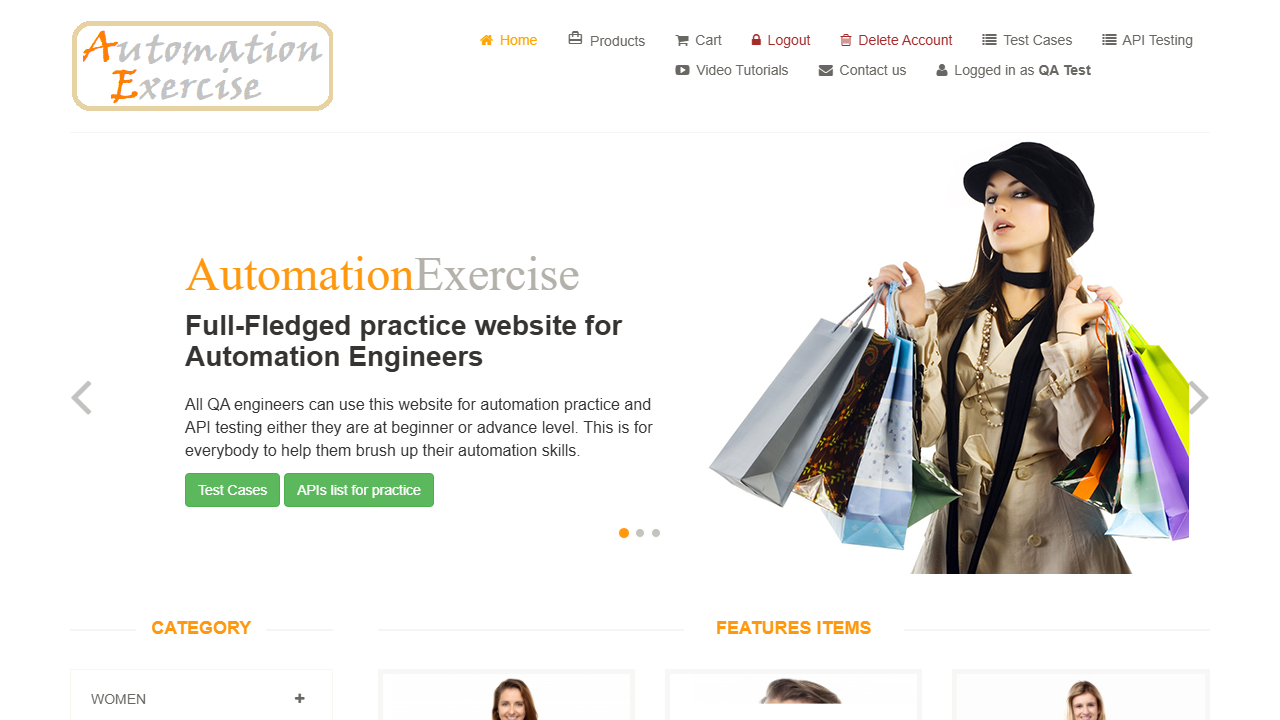 Automation
Exercise
Home Products Cart Logout Delete Account Test Cases API Testing
Video Tutorials Contact us Logged in as QA Test
AutomationExercise
Full-Fledged practice website for
Automation Engineers
All QA engineers can use this website for automation practice and
API testing either they are at beginner or advance level. This is for
everybody to help them brush up their automation skills.
Test Cases APIs list for practice
CATEGORY
FEATURES ITEMS
WOMEN